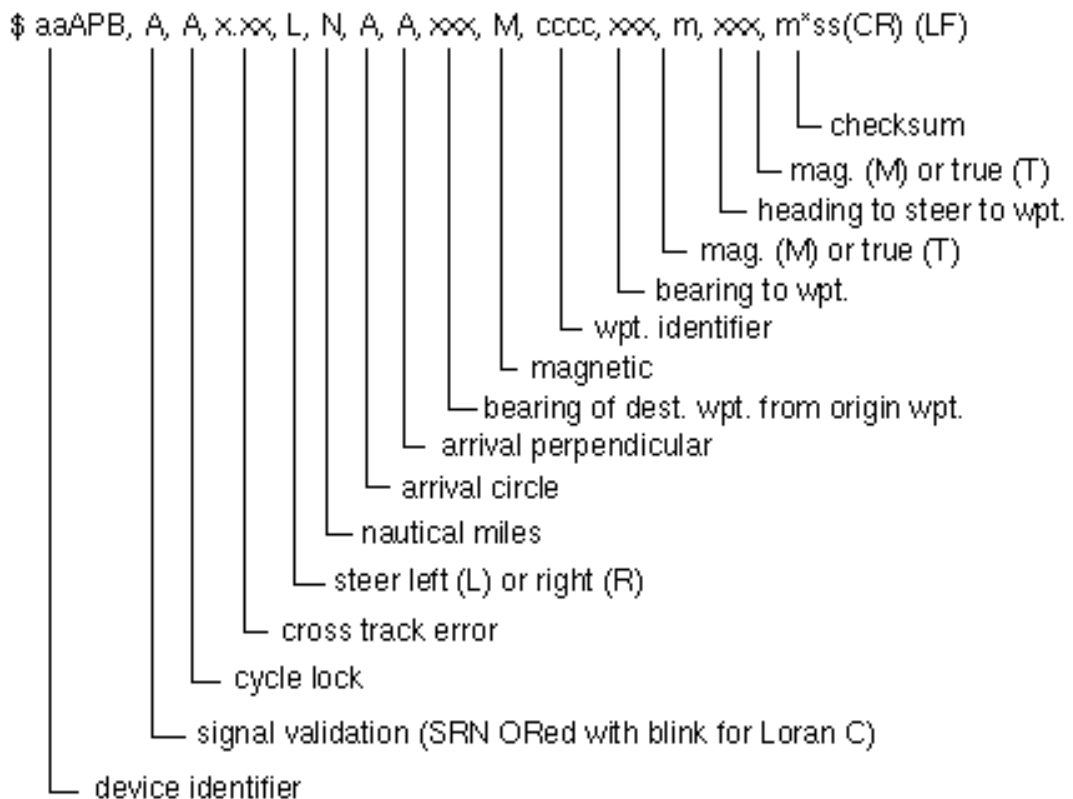 $ aaAPB, A, A, x.xx, L, N, A, A, xxx, M, cccc, xxx, m, xxx, m*ss(CR) (LF)
checksum
mag. (M) or true (T)
heading to steer to wpt.
mag. (M) or true (T)
bearing to wpt.
wpt. identifier
magnetic
bearing of dest. wpt. from origin wpt.
arrival perpendicular
arrival circle
nautical miles
steer left (L) or right (R)
cross track error
cycle lock
signal validation (SRN ORed with blink for Loran C)
device identifier